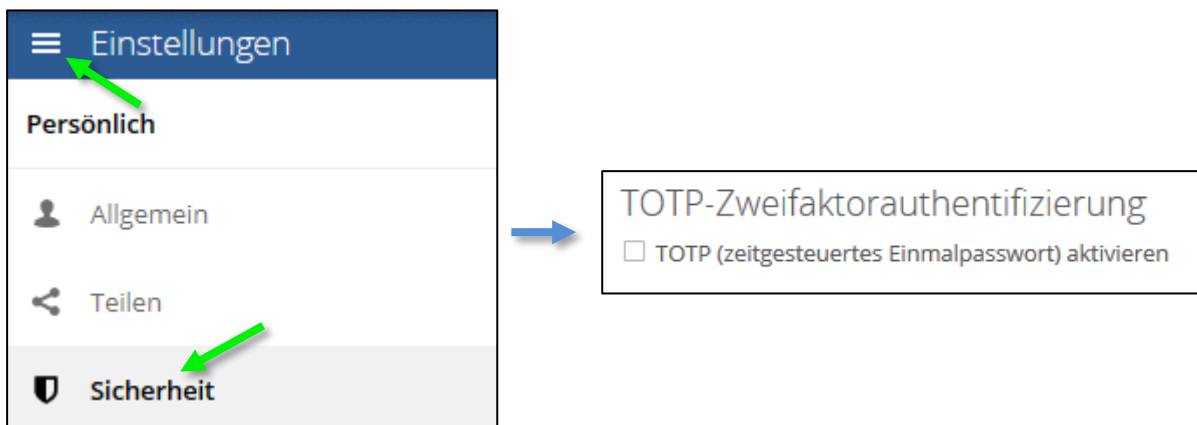 Einstellungen
Persönlich
Allgemein
Teilen
Sicherheit
TOTP-Zweifaktorauthentifizierung
TOTP (zeitgesteuertes Einmalpasswort) aktivieren